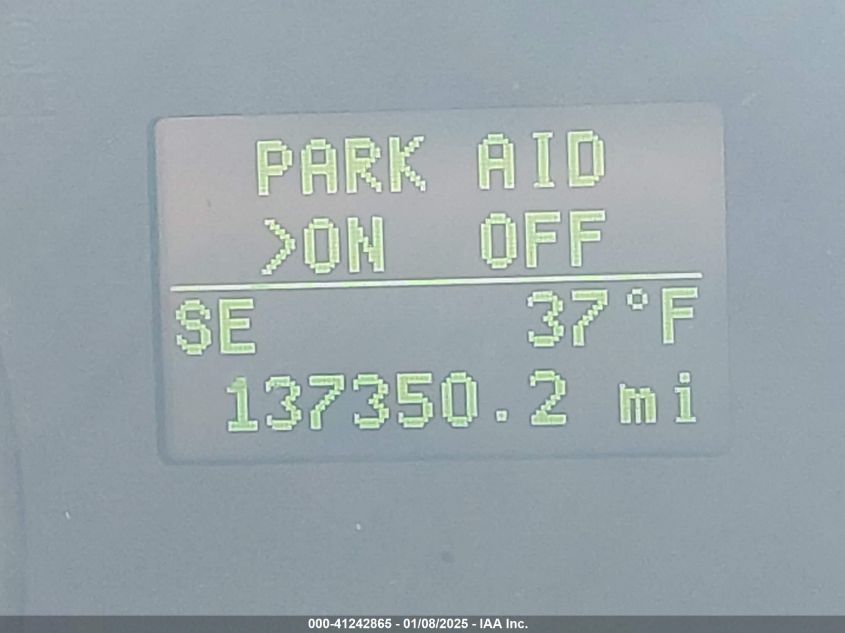 PARK AID
>ON OFF
SE 37°F
137350.2 mi
000-41242865 - 01/08/2025 - IAA Inc.